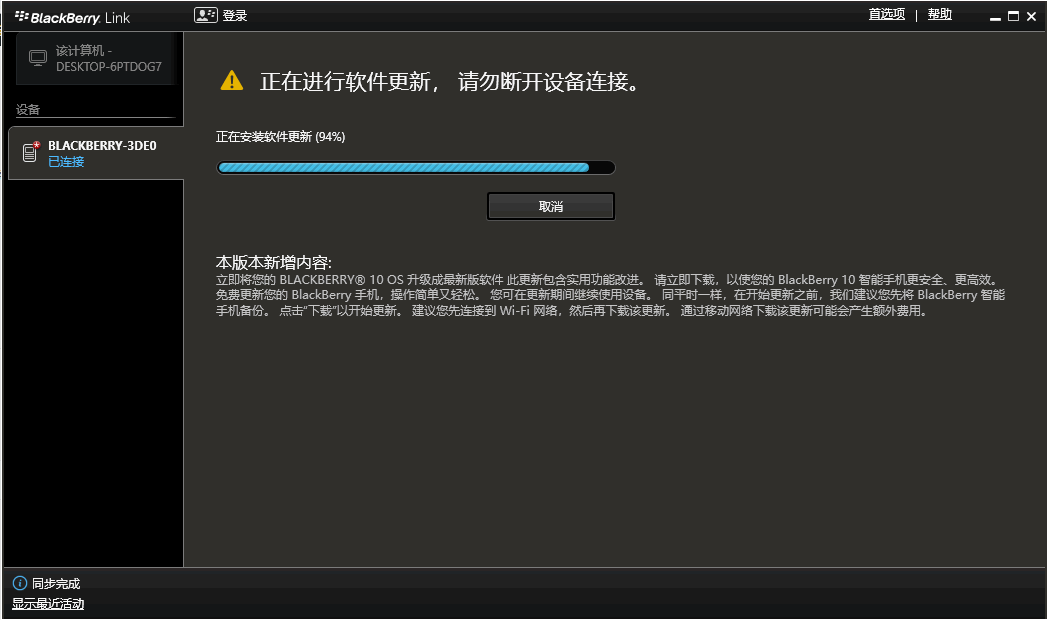 BlackBerry Link
登录
首选项 | 帮助
该计算机 -
DESKTOP-6PTDOG7
设备
BLACKBERRY-3DE0
已连接
正在进行软件更新， 请勿断开设备连接。
正在安装软件更新 (94%)
取消
本版本新增内容:
立即将您的 BLACKBERRY® 10 OS 升级成最新版软件 此更新包含实用功能改进。 请立即下载，以使您的 BlackBerry 10 智能手机更安全、更高效。
免费更新您的 BlackBerry 手机，操作简单又轻松。 您可在更新期间继续使用设备。 同平时一样，在开始更新之前，我们建议您先将 BlackBerry 智能
手机备份。 点击“下载”以开始更新。 建议您先连接到 Wi-Fi 网络，然后再下载该更新。 通过移动网络下载该更新可能会产生额外费用。
同步完成
显示最近活动